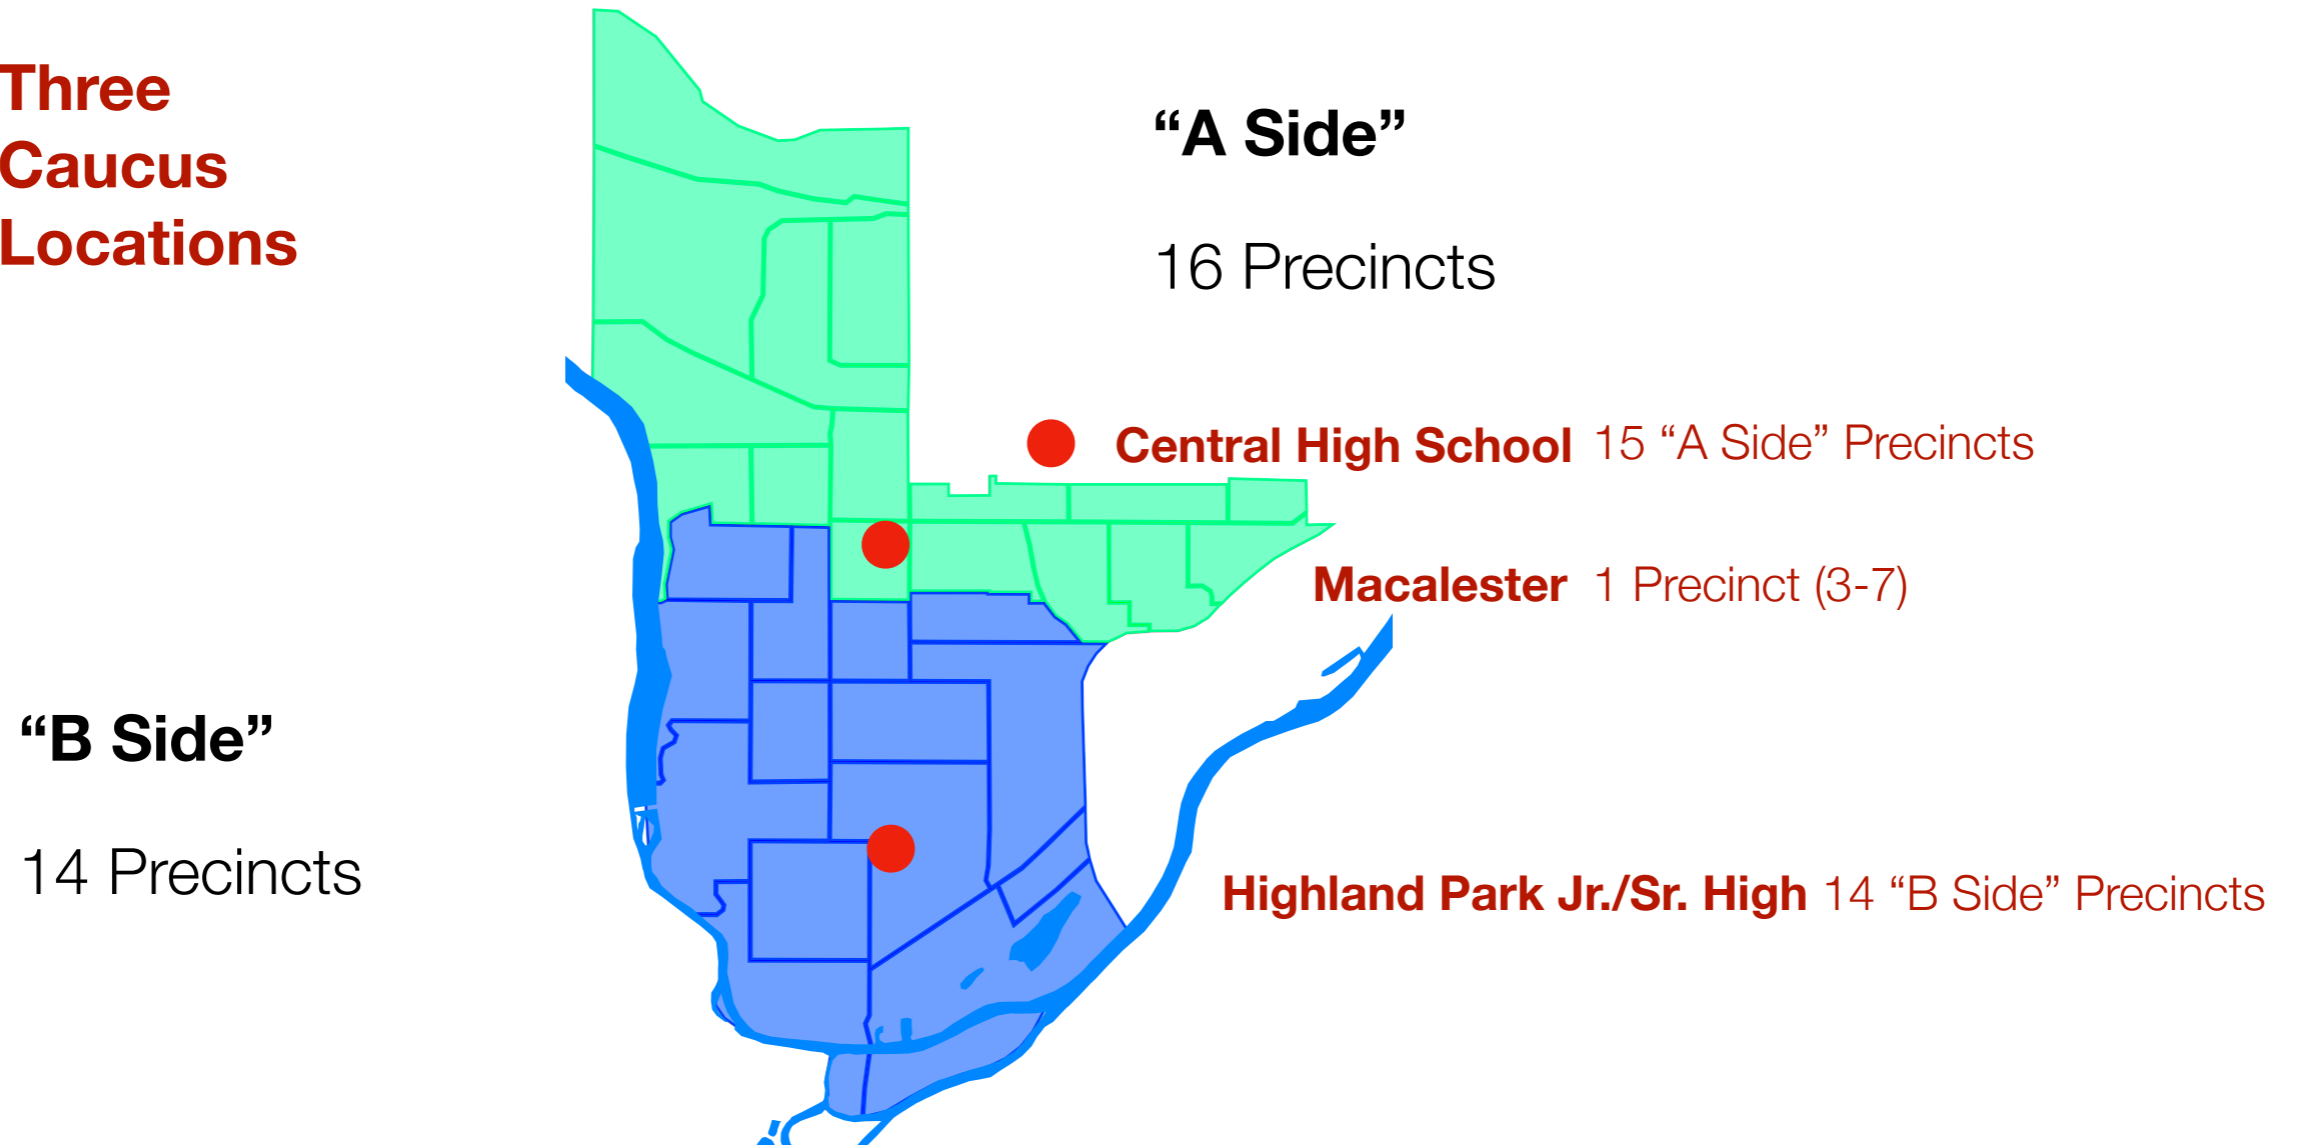 Three
Caucus
Locations
“A Side”
16 Precincts
Central High School 15 “A Side” Precincts
Macalester 1 Precinct (3-7)
“B Side”
14 Precincts
Highland Park Jr./Sr. High 14 “B Side” Precincts